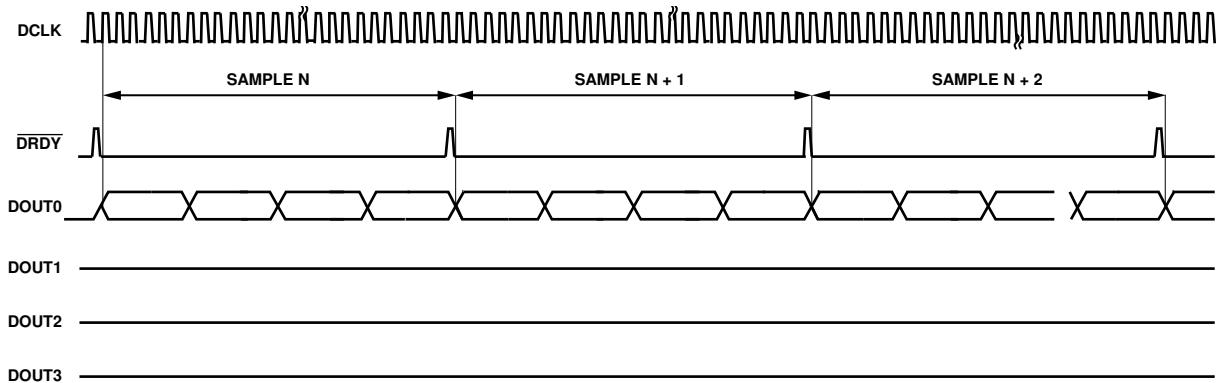 DCLK
SAMPLE N SAMPLE N + 1 SAMPLE N + 2
DRDY
DOUT0
DOUT1
DOUT2
DOUT3